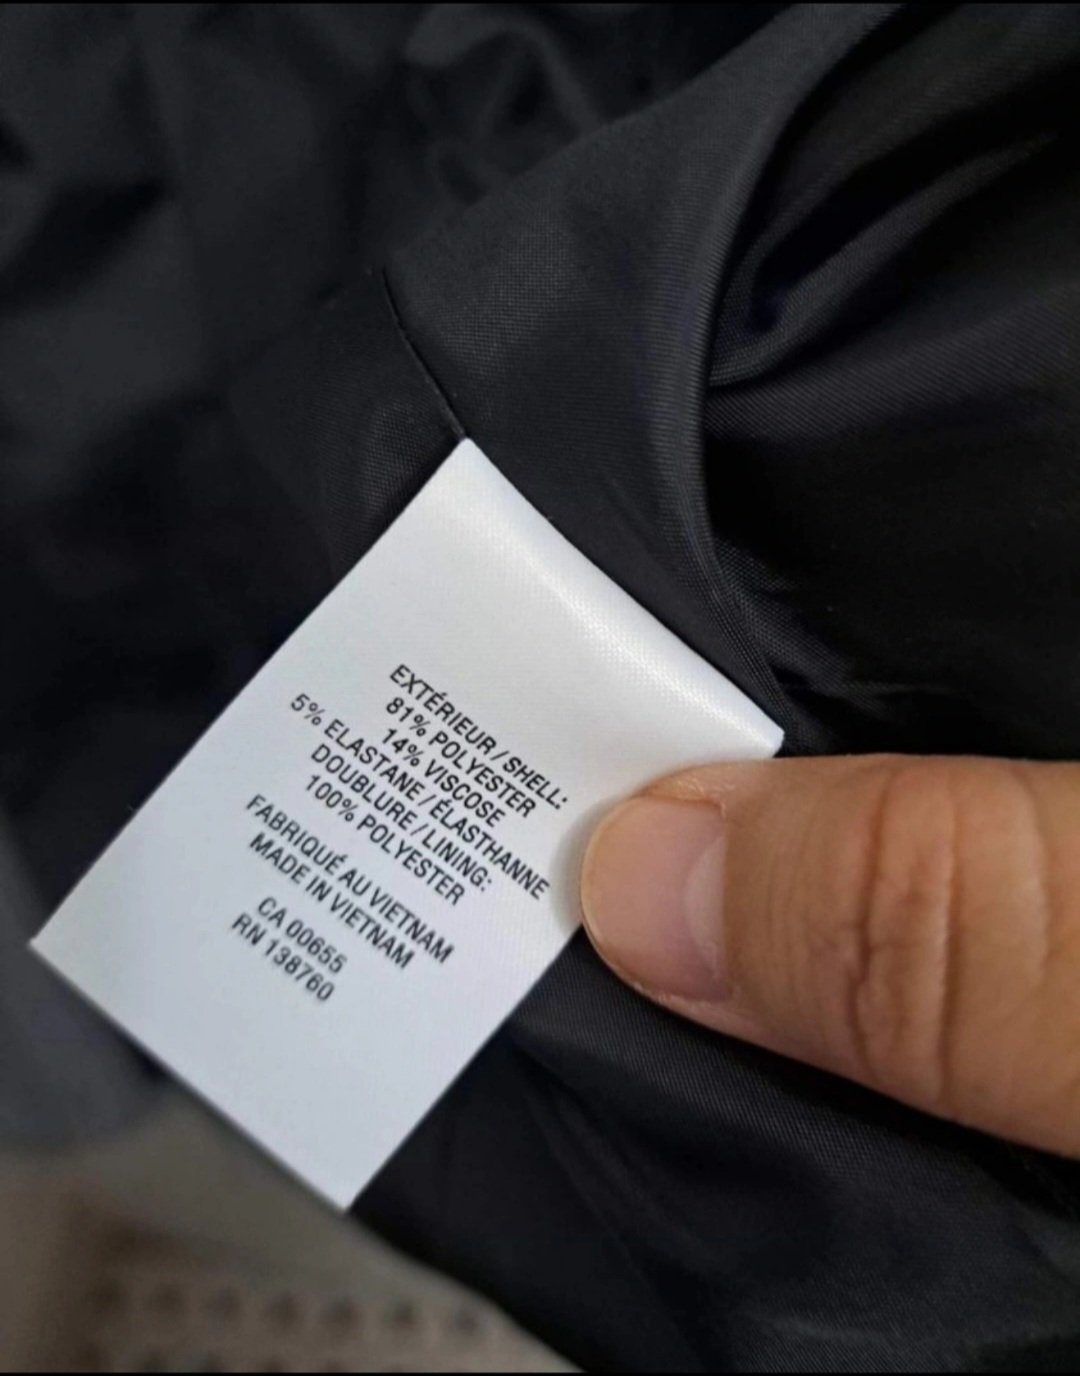 EXTÉRIEUR / SHELL:
81% POLYESTER
14% VISCOSE
5% ELASTANE / ÉLASTHANNE
DOUBLURE / LINING:
100% POLYESTER
FABRIQUÉ AU VIETNAM
MADE IN VIETNAM
CA 00655
RN 138760